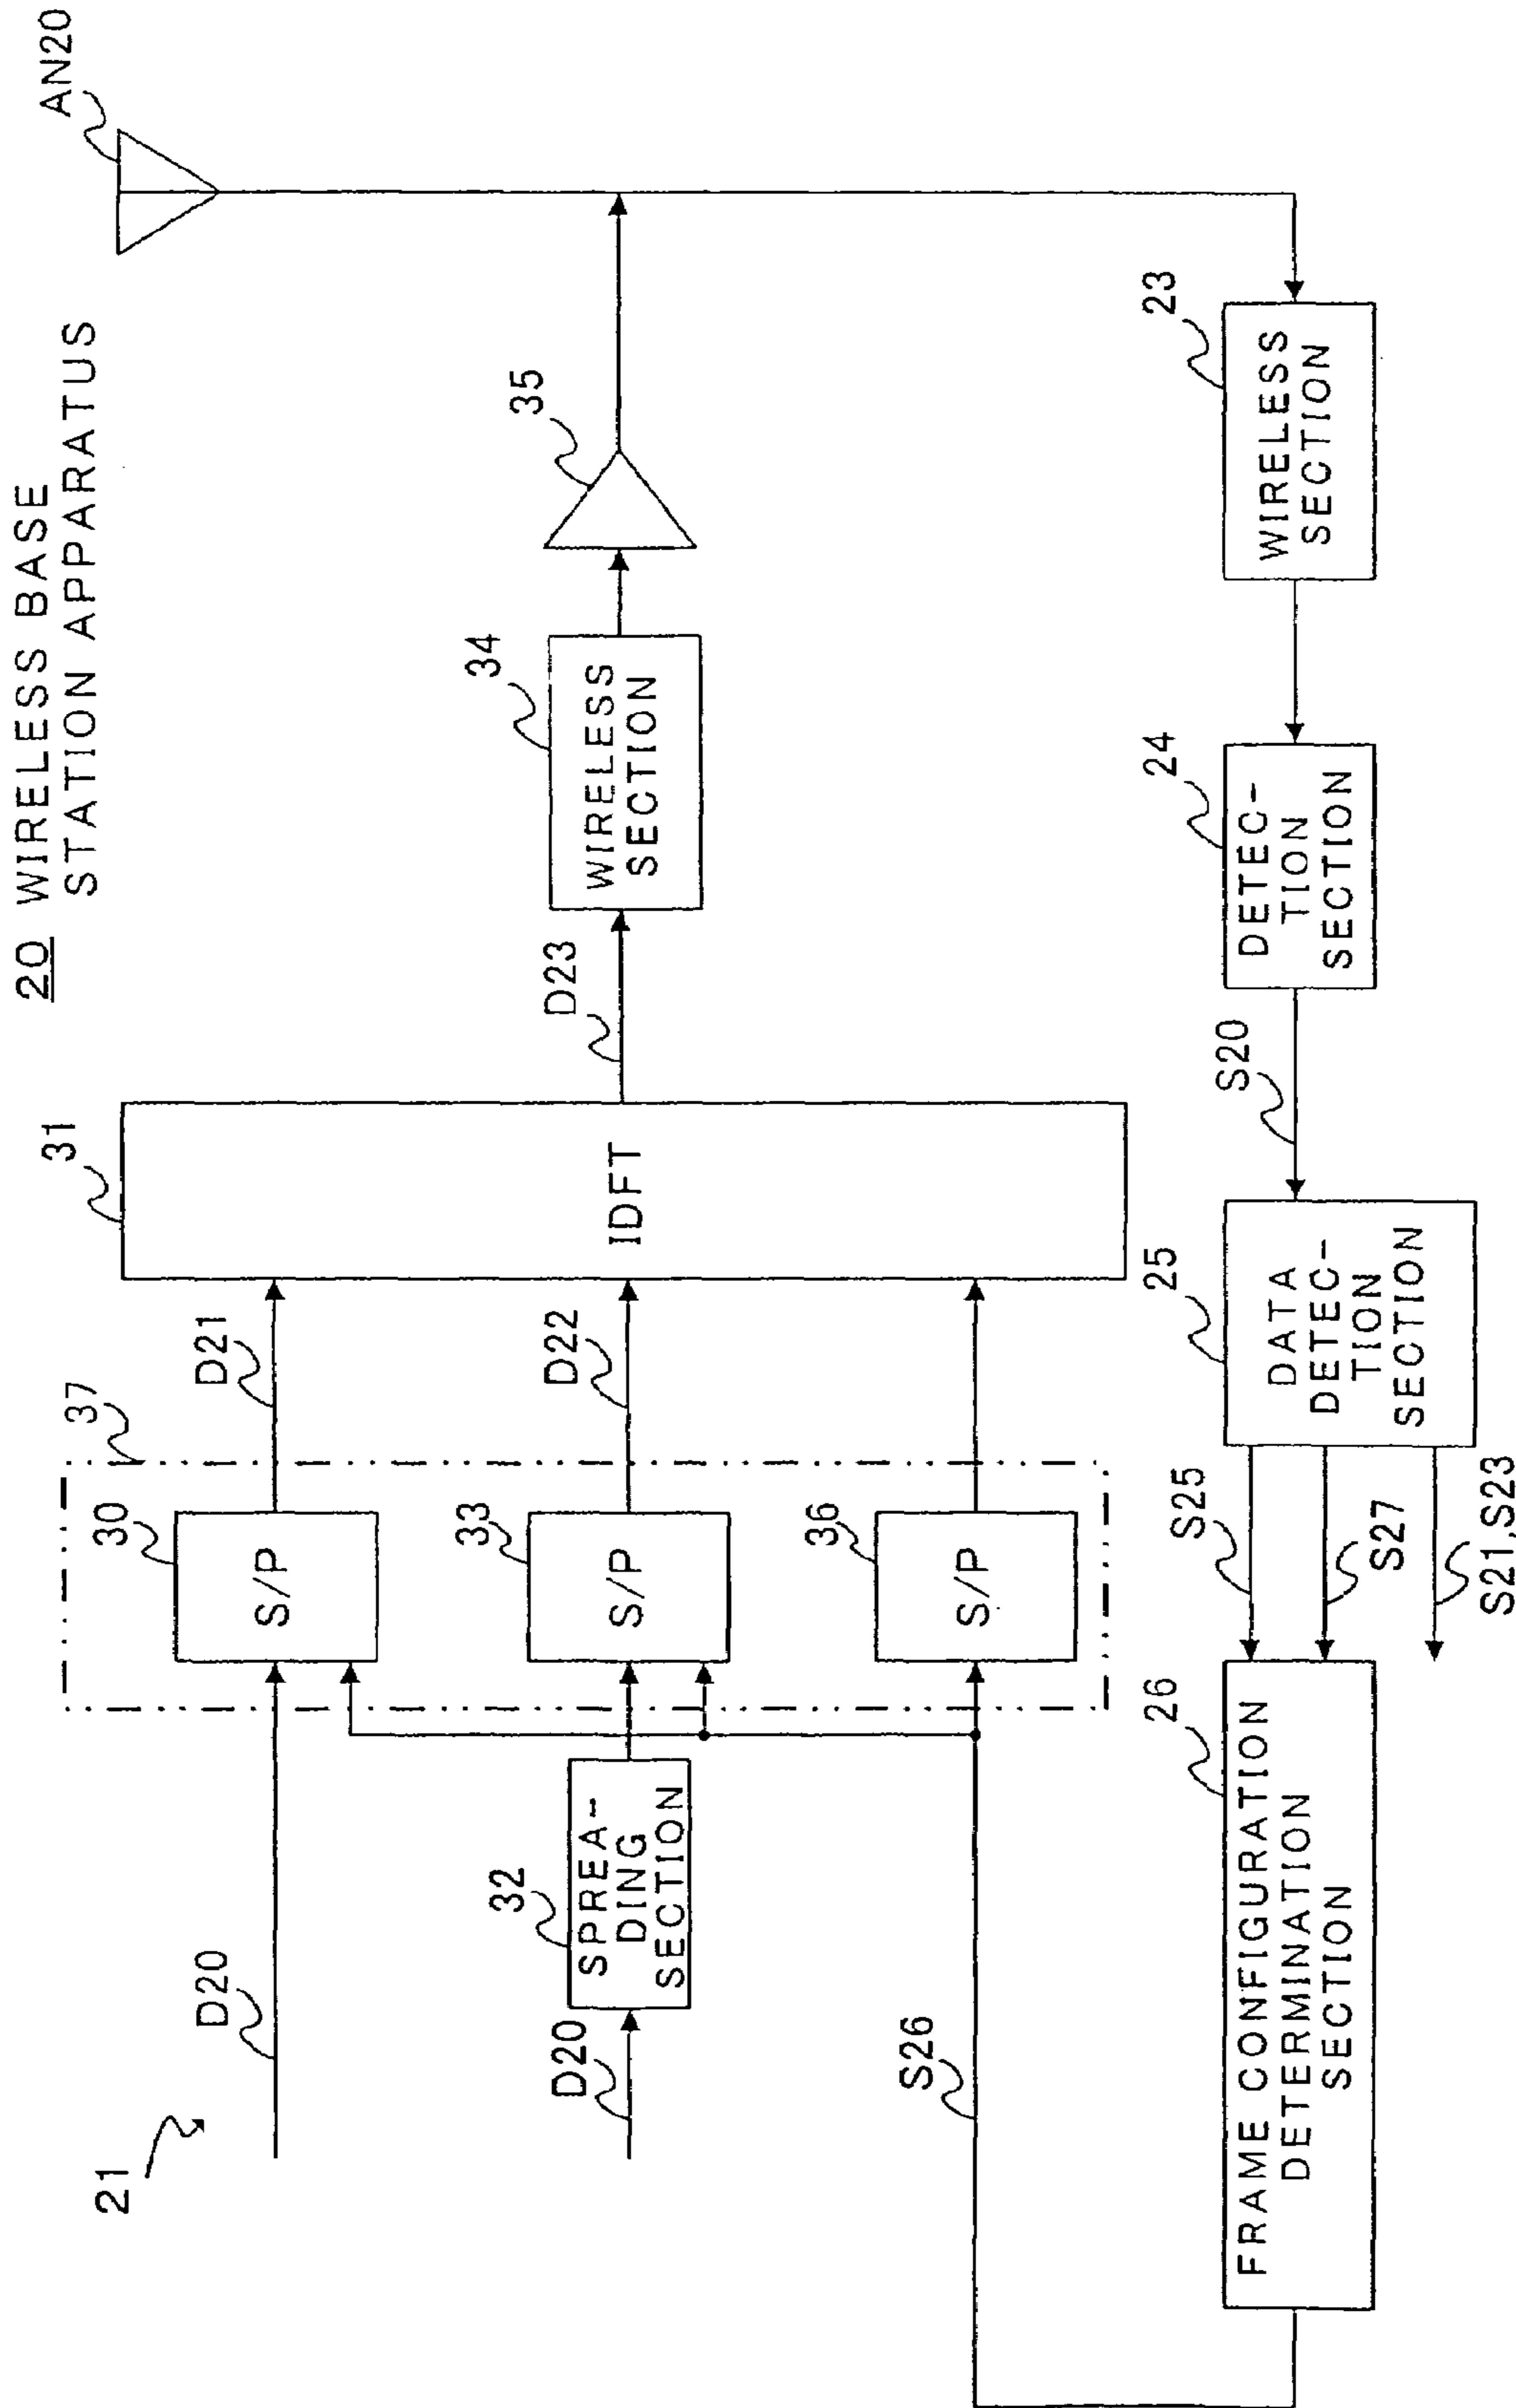 20 WIRELESS BASE
STATION APPARATUS
AN20
21
D20
30
S/P
37
D21
31
IDFT
D20
32
SPREA-
DING
SECTION
33
S/P
D22
D23
34
WIRELESS
SECTION
35
S26
36
S/P
26
FRAME CONFIGURATION
DETERMINATION
SECTION
S25
S27
S21,S23
25
DATA
DETEC-
TION
SECTION
S20
24
DETEC-
TION
SECTION
23
WIRELESS
SECTION